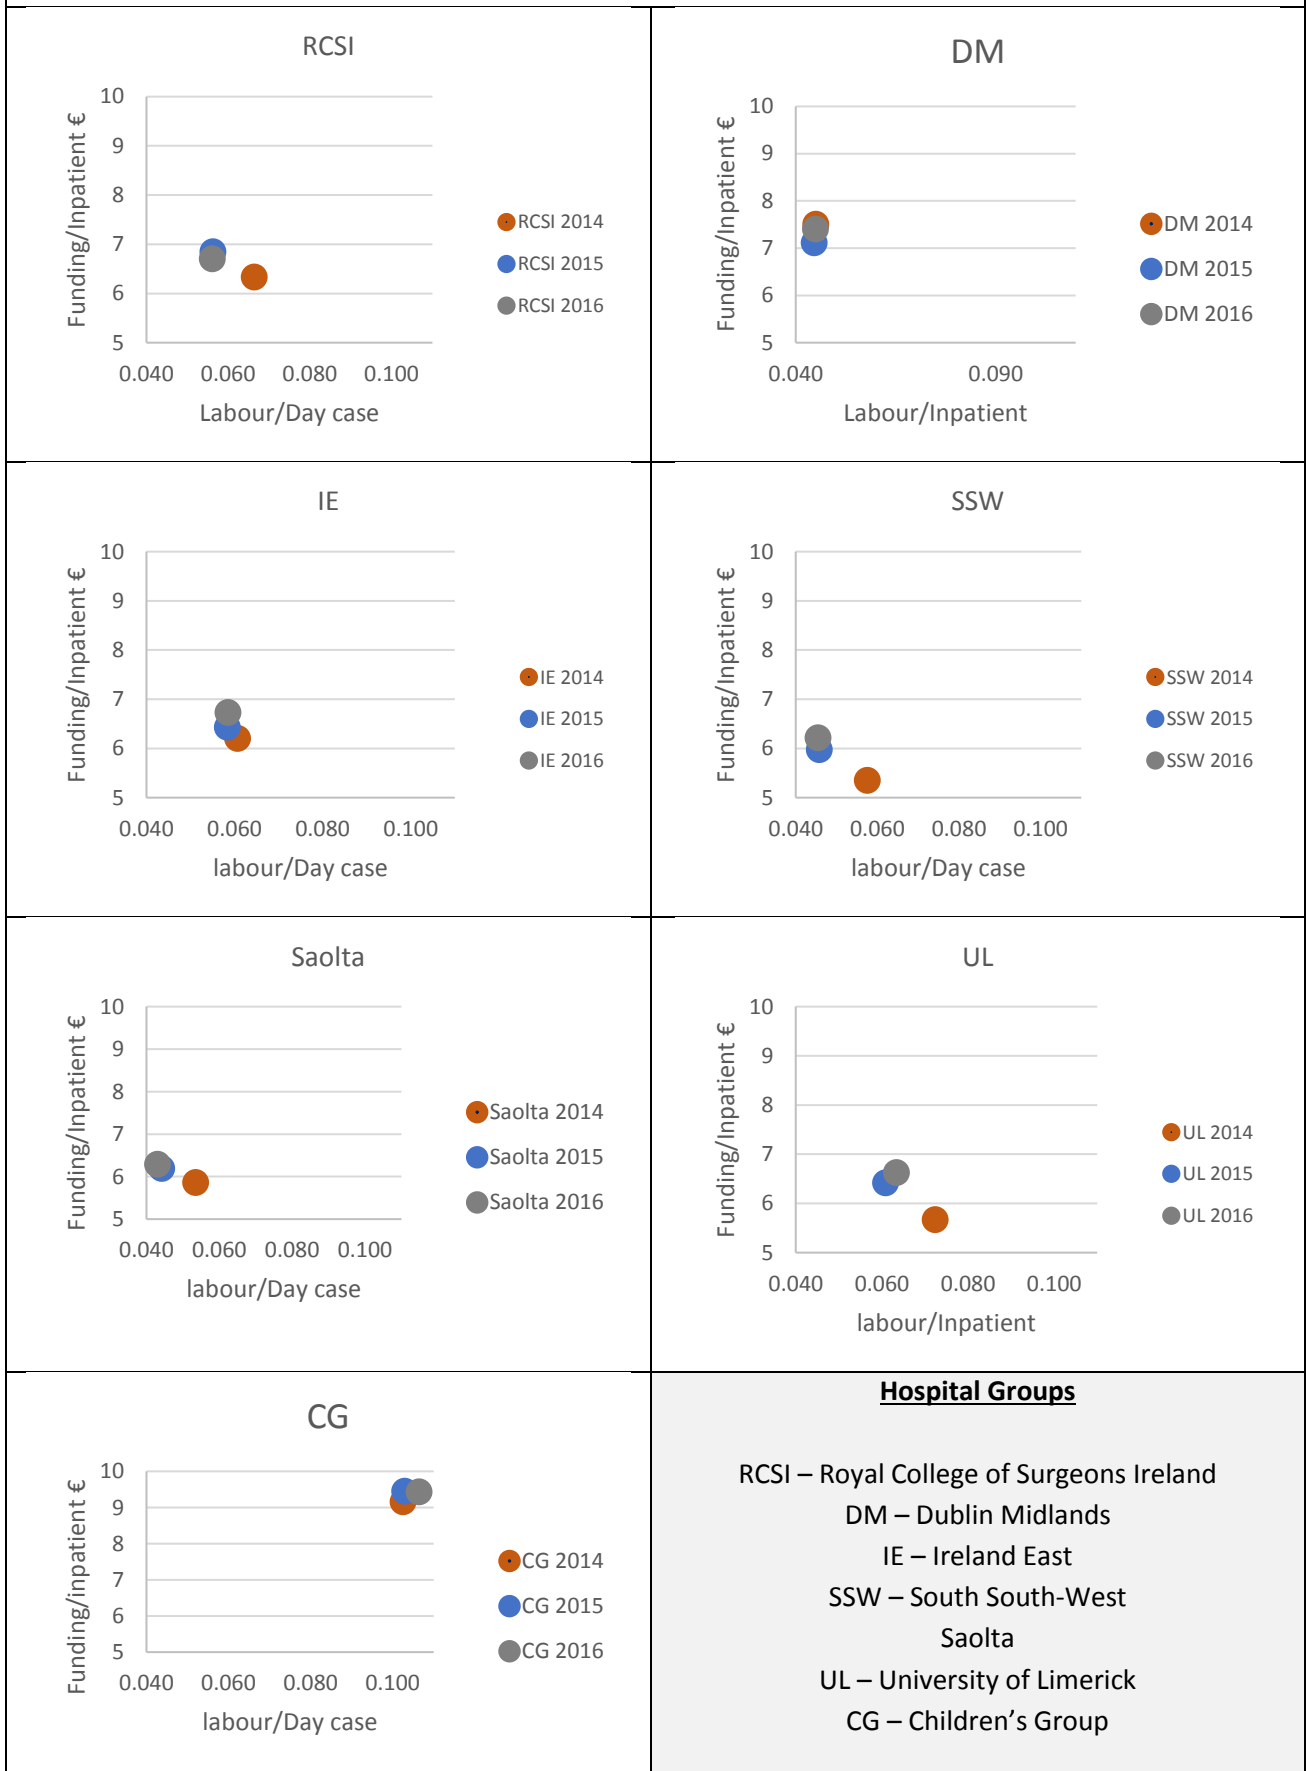 RCSI
Funding/Inpatient €
10
9
8
7
6
5
0.040 0.060 0.080 0.100
Labour/Day case
RCSI 2014
RCSI 2015
RCSI 2016
DM
Funding/Inpatient €
10
9
8
7
6
5
0.040 0.090
Labour/Inpatient
DM 2014
DM 2015
DM 2016
IE
Funding/Inpatient €
10
9
8
7
6
5
0.040 0.060 0.080 0.100
labour/Day case
IE 2014
IE 2015
IE 2016
SSW
Funding/Inpatient €
10
9
8
7
6
5
0.040 0.060 0.080 0.100
labour/Day case
SSW 2014
SSW 2015
SSW 2016
Saolta
Funding/Inpatient €
10
9
8
7
6
5
0.040 0.060 0.080 0.100
labour/Day case
Saolta 2014
Saolta 2015
Saolta 2016
UL
Funding/Inpatient €
10
9
8
7
6
5
0.040 0.060 0.080 0.100
labour/Inpatient
UL 2014
UL 2015
UL 2016
CG
Funding/inpatient €
10
9
8
7
6
5
0.040 0.060 0.080 0.100
labour/Day case
CG 2014
CG 2015
CG 2016
Hospital Groups
RCSI – Royal College of Surgeons Ireland
DM – Dublin Midlands
IE – Ireland East
SSW – South South-West
Saolta
UL – University of Limerick
CG – Children’s Group